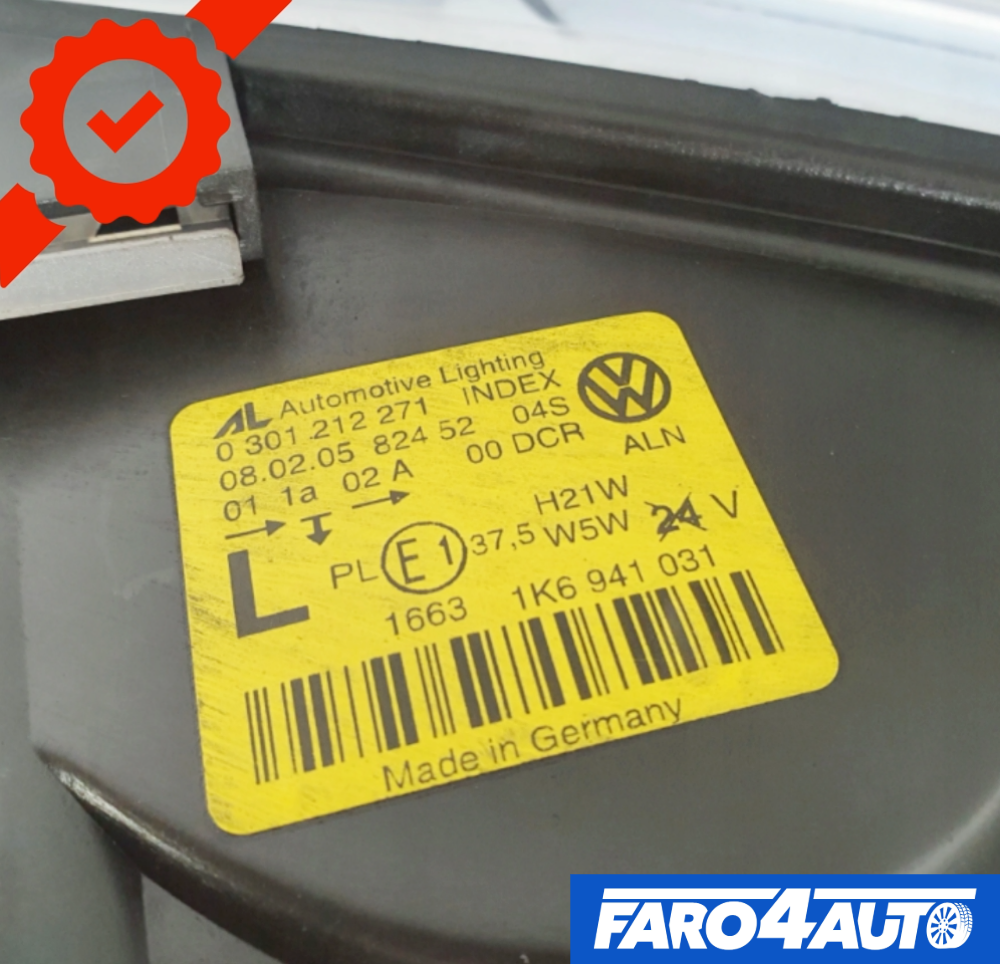 AL Automotive Lighting
0 301 212 271 INDEX
08.02.05 824 52 04S
01 1a 02 A 00 DCR ALN
H21W
L PL E1 37,5 W5W 24 V
1663 1K6 941 031
Made in Germany
FARO4AUTO